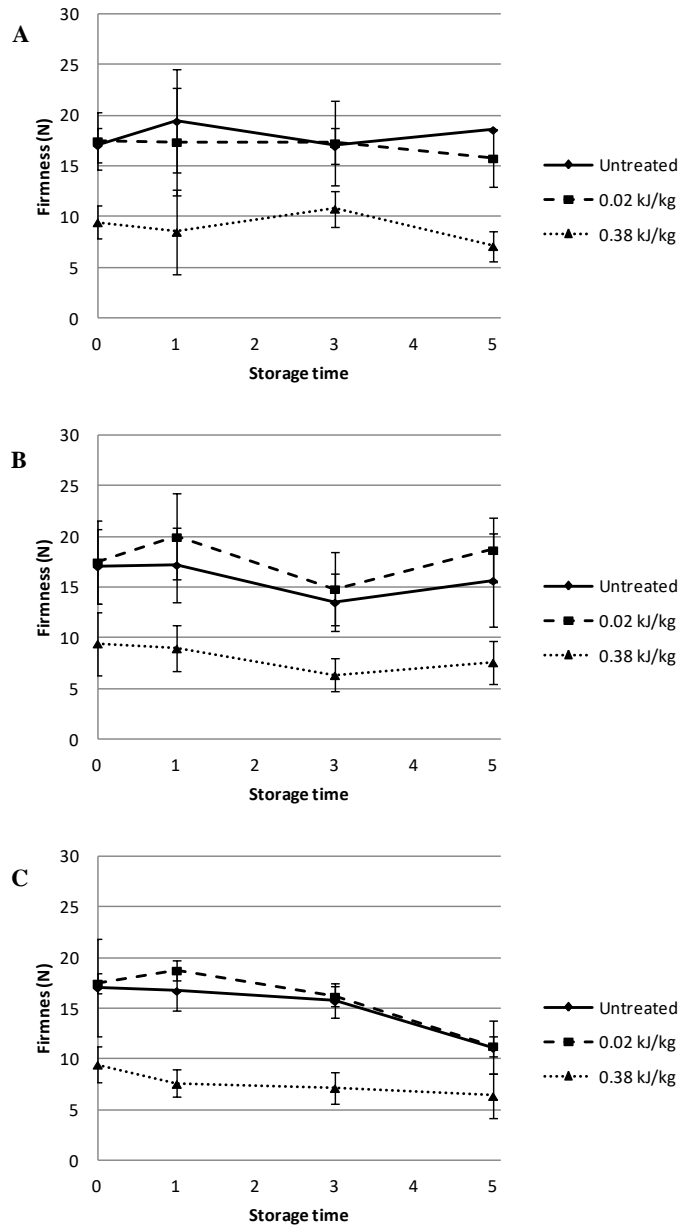 A
30
25
20
15
10
5
0
Firmness (N)
0 1 2 3 4 5
Storage time
Untreated
0.02 kJ/kg
0.38 kJ/kg
B
30
25
20
15
10
5
0
Firmness (N)
0 1 2 3 4 5
Storage time
Untreated
0.02 kJ/kg
0.38 kJ/kg
C
30
25
20
15
10
5
0
Firmnes (N)
0 1 2 3 4 5
Storage time
Untreated
0.02 kJ/kg
0.38 kJ/kg